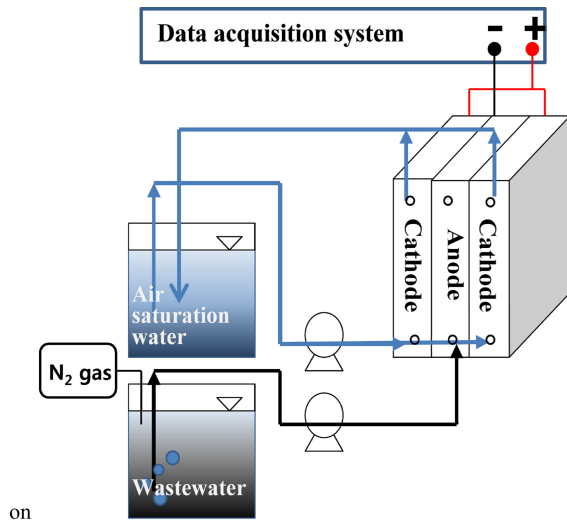 Data acquisition system
- +
Cathode
Anode
Cathode
Air
saturation
water
N₂ gas
Wastewater
on